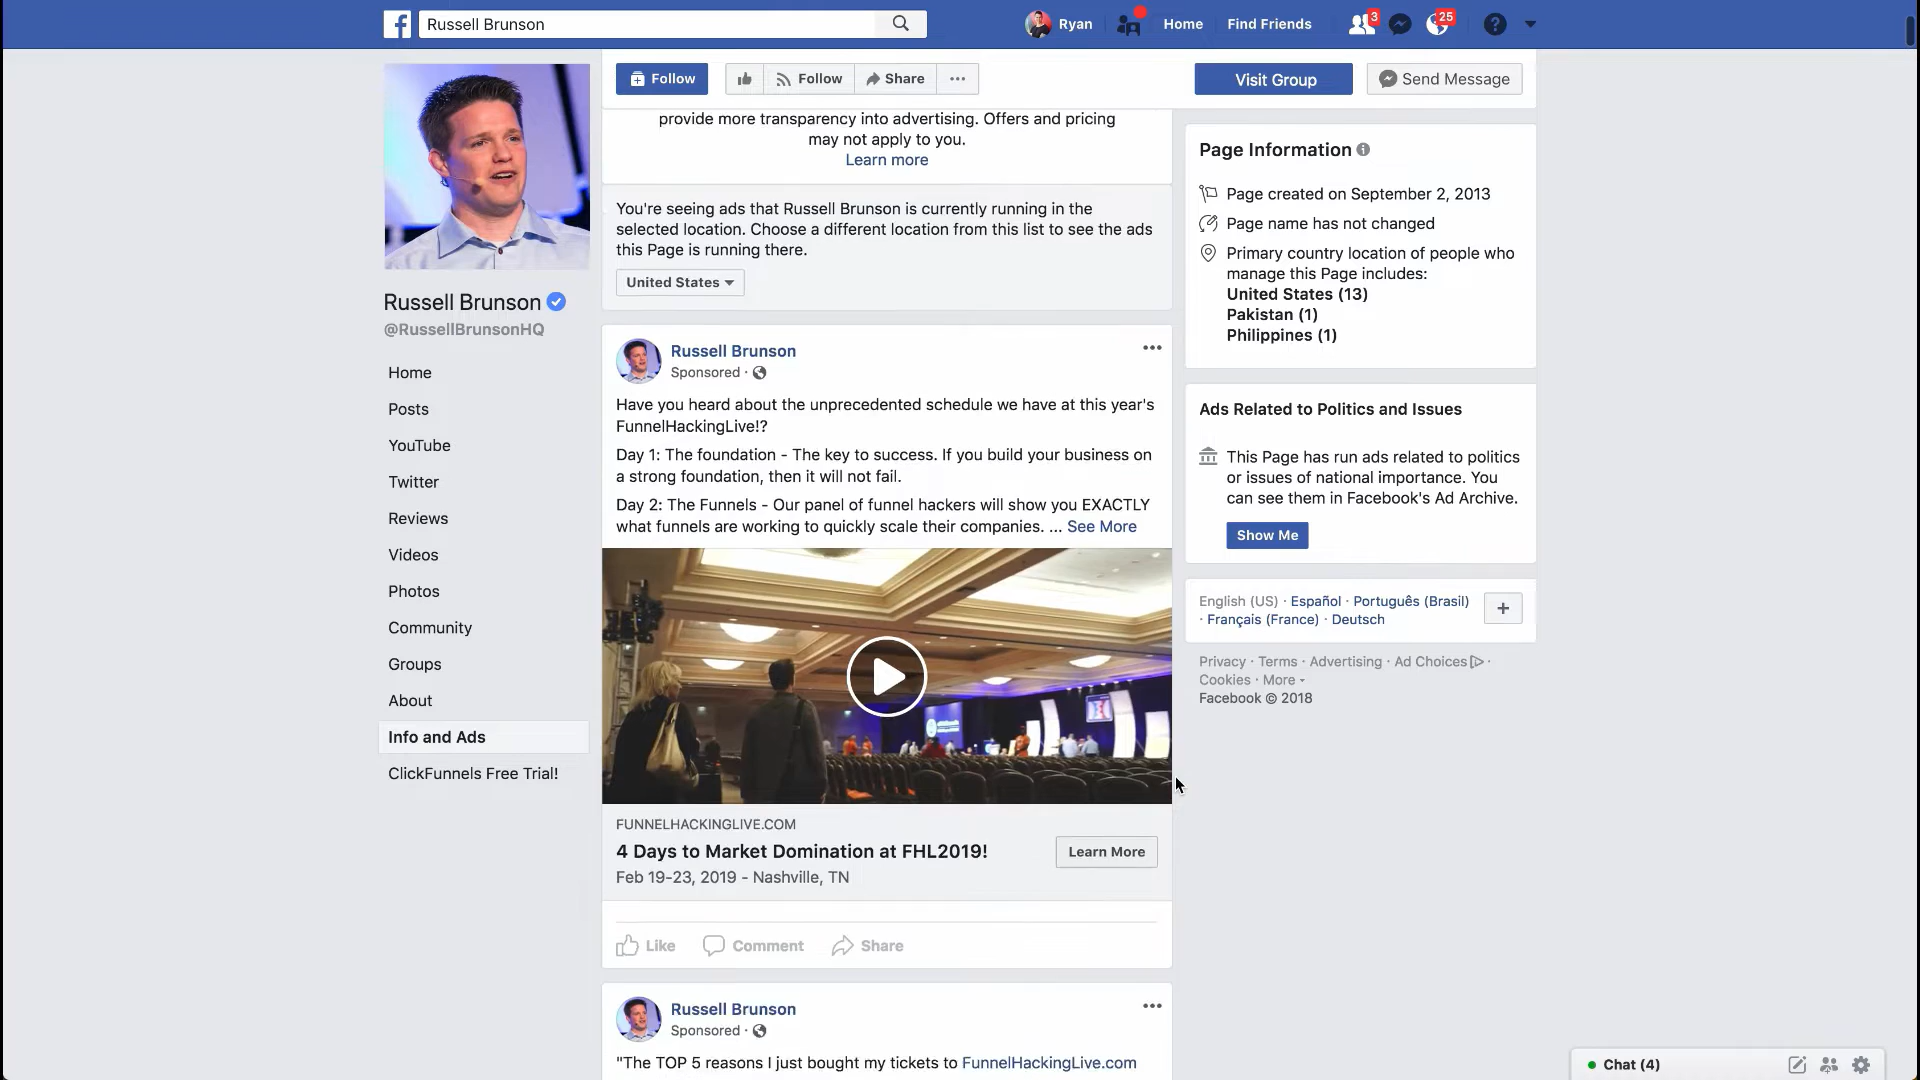 Russell Brunson
Ryan
Home
Find Friends
3
25
Follow
Follow
Share
Visit Group
Send Message
provide more transparency into advertising. Offers and pricing
may not apply to you.
Learn more
You're seeing ads that Russell Brunson is currently running in the
selected location. Choose a different location from this list to see the ads
this Page is running there.
United States
Russell Brunson
@RussellBrunsonHQ
Home
Posts
YouTube
Twitter
Reviews
Videos
Photos
Community
Groups
About
Info and Ads
ClickFunnels Free Trial!
Russell Brunson
Sponsored ·
Have you heard about the unprecedented schedule we have at this year's
FunnelHackingLive!?
Day 1: The foundation - The key to success. If you build your business on
a strong foundation, then it will not fail.
Day 2: The Funnels - Our panel of funnel hackers will show you EXACTLY
what funnels are working to quickly scale their companies. ... See More
FUNNELHACKINGLIVE.COM
4 Days to Market Domination at FHL2019!
Feb 19-23, 2019 - Nashville, TN
Learn More
Like
Comment
Share
Russell Brunson
Sponsored ·
"The TOP 5 reasons I just bought my tickets to FunnelHackingLive.com
Page Information
Page created on September 2, 2013
Page name has not changed
Primary country location of people who
manage this Page includes:
United States (13)
Pakistan (1)
Philippines (1)
Ads Related to Politics and Issues
This Page has run ads related to politics
or issues of national importance. You
can see them in Facebook's Ad Archive.
Show Me
English (US) · Español · Português (Brasil)
· Français (France) · Deutsch
Privacy · Terms · Advertising · Ad Choices ·
Cookies · More
Facebook © 2018
Chat (4)